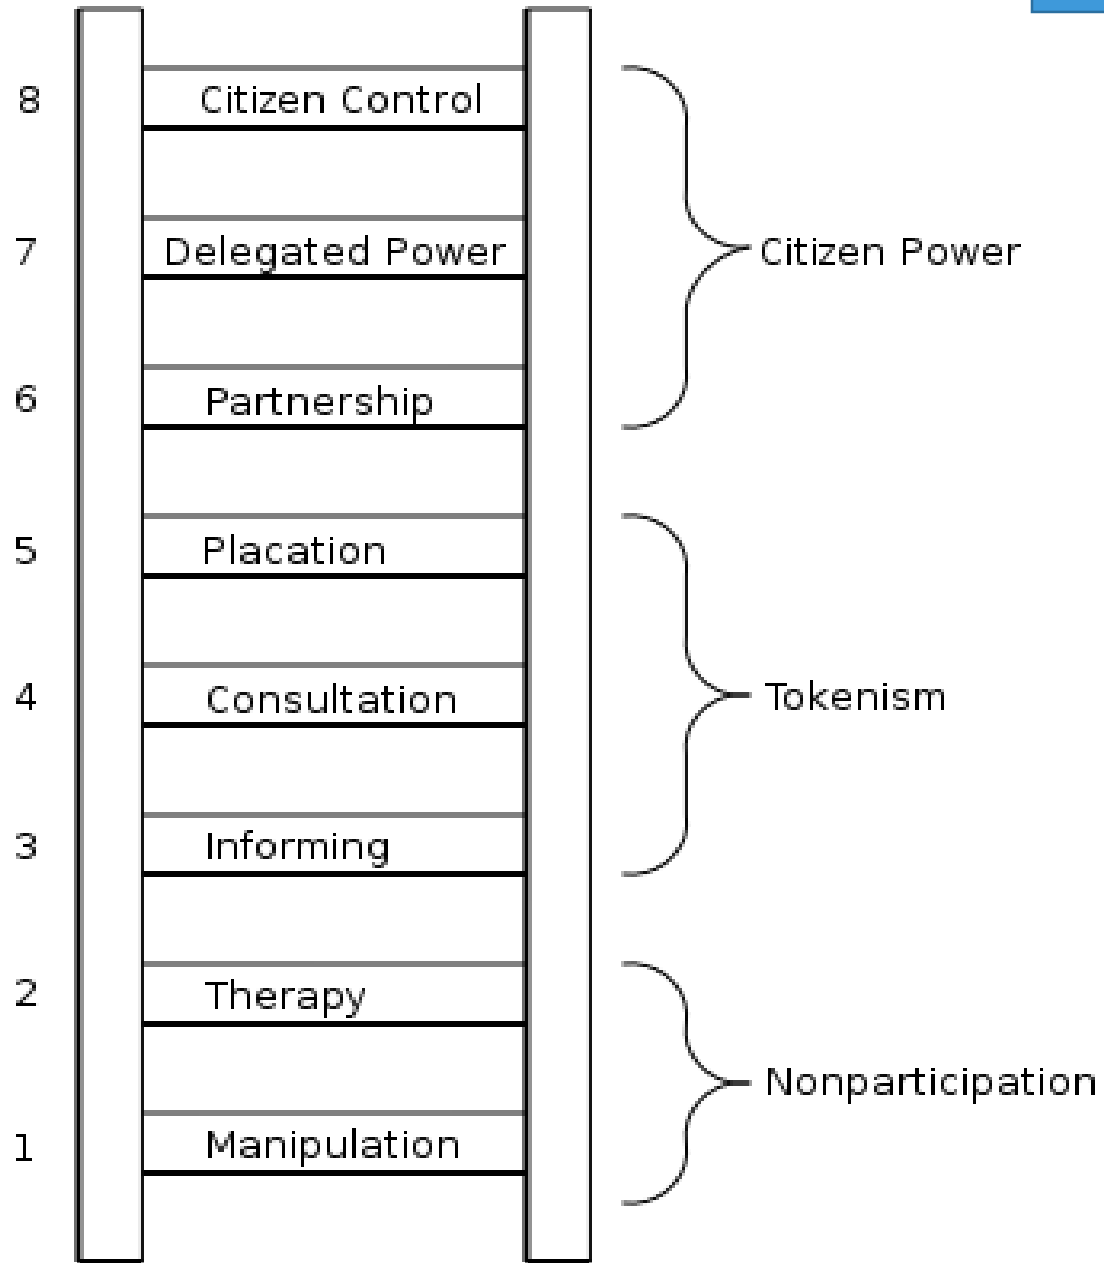 8 Citizen Control
7 Delegated Power Citizen Power
6 Partnership
5 Placation
4 Consultation Tokenism
3 Informing
2 Therapy
Nonparticipation
1 Manipulation